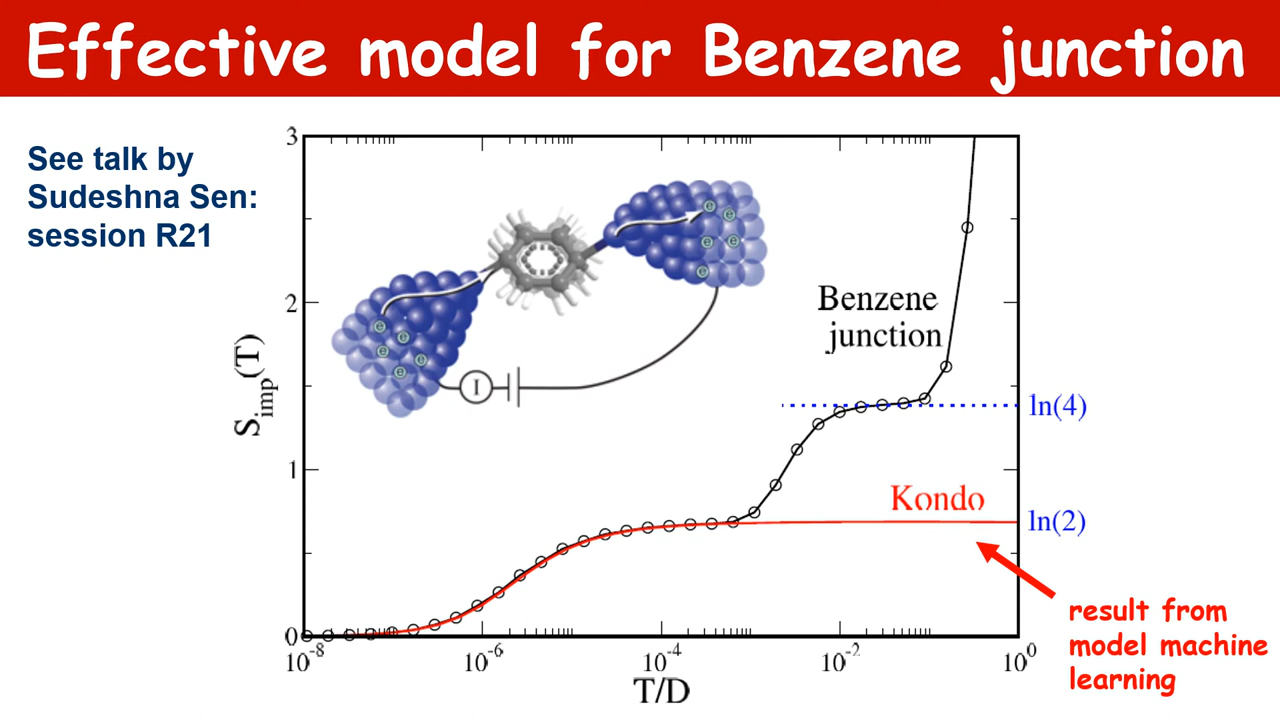 Effective model for Benzene junction
See talk by
Sudeshna Sen:
session R21
3
2
1
0
S_imp(T)
e
e
e
e
e
e
e
e
e
e
I
Benzene
junction
ln(4)
Kondo
ln(2)
10^-8
10^-6
10^-4
10^-2
10^0
T/D
result from
model machine
learning